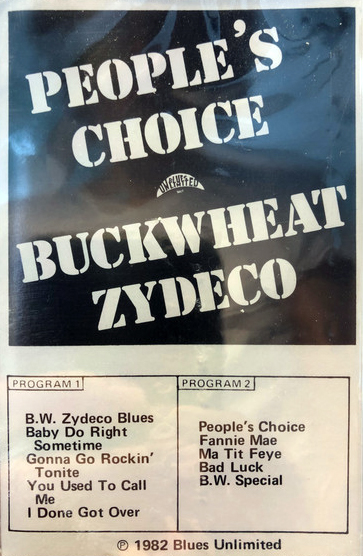 PEOPLE'S
CHOICE
BLUES
UNLIMITED
BUCKWHEAT
ZYDECO
PROGRAM 1
B.W. Zydeco Blues
Baby Do Right
Sometime
Gonna Go Rockin'
Tonite
You Used To Call
Me
I Done Got Over
PROGRAM 2
People's Choice
Fannie Mae
Ma Tit Feye
Bad Luck
B.W. Special
℗ 1982 Blues Unlimited